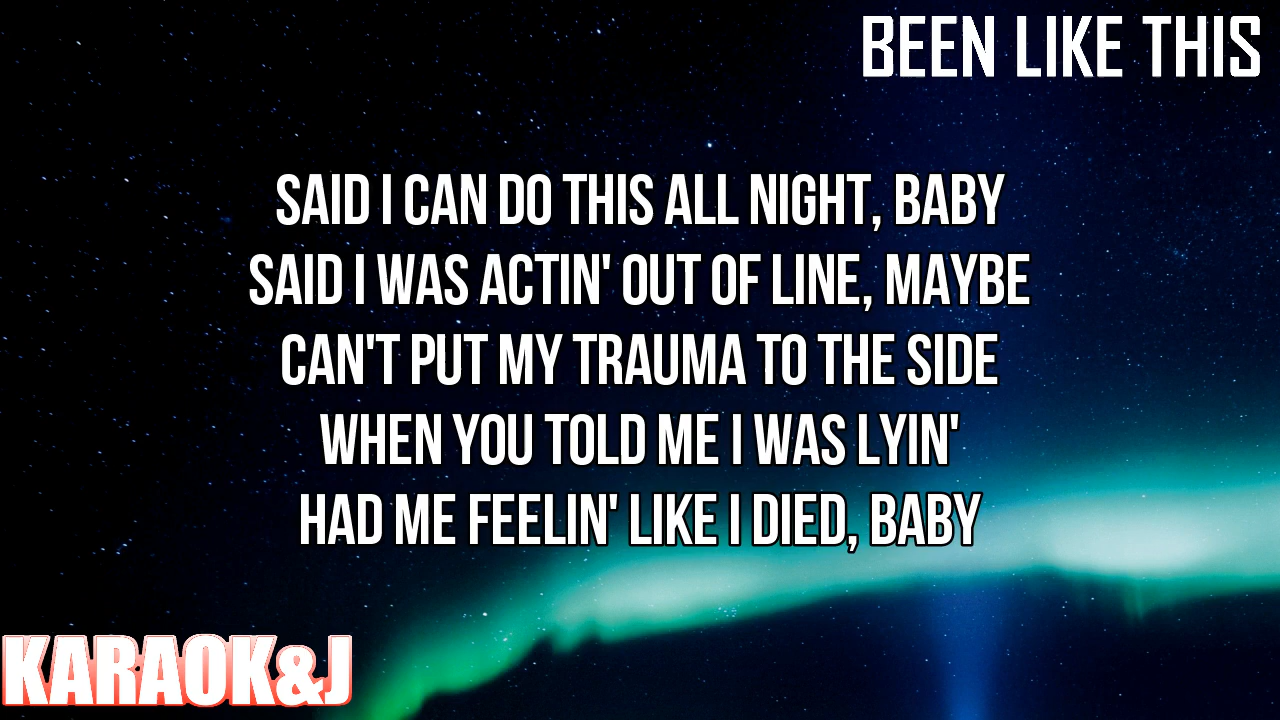 BEEN LIKE THIS
SAID I CAN DO THIS ALL NIGHT, BABY
SAID I WAS ACTIN' OUT OF LINE, MAYBE
CAN'T PUT MY TRAUMA TO THE SIDE
WHEN YOU TOLD ME I WAS LYIN'
HAD ME FEELIN' LIKE I DIED, BABY
KARAOK&J